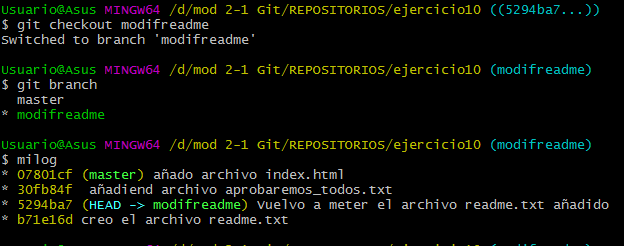 Usuario@Asus MINGW64 /d/mod 2-1 Git/REPOSITORIOS/ejercicio10 ((5294ba7...))
$ git checkout modifreadme
Switched to branch 'modifreadme'
Usuario@Asus MINGW64 /d/mod 2-1 Git/REPOSITORIOS/ejercicio10 (modifreadme)
$ git branch
  master
* modifreadme
Usuario@Asus MINGW64 /d/mod 2-1 Git/REPOSITORIOS/ejercicio10 (modifreadme)
$ milog
* 07801cf (master) añado archivo index.html
* 30fb84f  añadiend archivo aprobaremos_todos.txt
* 5294ba7 (HEAD -> modifreadme) Vuelvo a meter el archivo readme.txt añadido
* b71e16d creo el archivo readme.txt